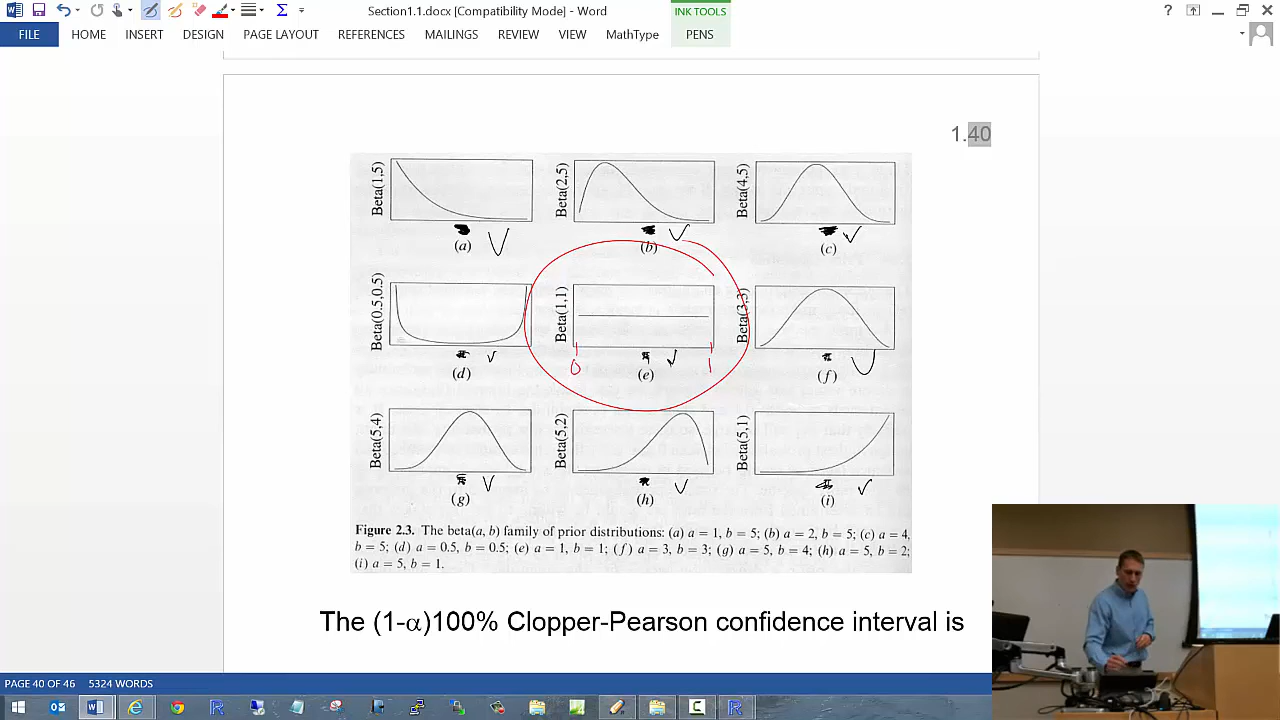 Section1.1.docx [Compatibility Mode] - Word
INK TOOLS
FILE HOME INSERT DESIGN PAGE LAYOUT REFERENCES MAILINGS REVIEW VIEW MathType PENS
1.40
Beta(1,5) Beta(2,5) Beta(4,5)
(a) (b) (c)
Beta(0.5,0.5) Beta(1,1) Beta(3,3)
0 1
(d) (e) (f)
Beta(5,4) Beta(5,2) Beta(5,1)
(g) (h) (i)
Figure 2.3. The beta(a, b) family of prior distributions: (a) a = 1, b = 5; (b) a = 2, b = 5; (c) a = 4,
b = 5; (d) a = 0.5, b = 0.5; (e) a = 1, b = 1; (f) a = 3, b = 3; (g) a = 5, b = 4; (h) a = 5, b = 2;
(i) a = 5, b = 1.
The (1-α)100% Clopper-Pearson confidence interval is
PAGE 40 OF 46 5324 WORDS